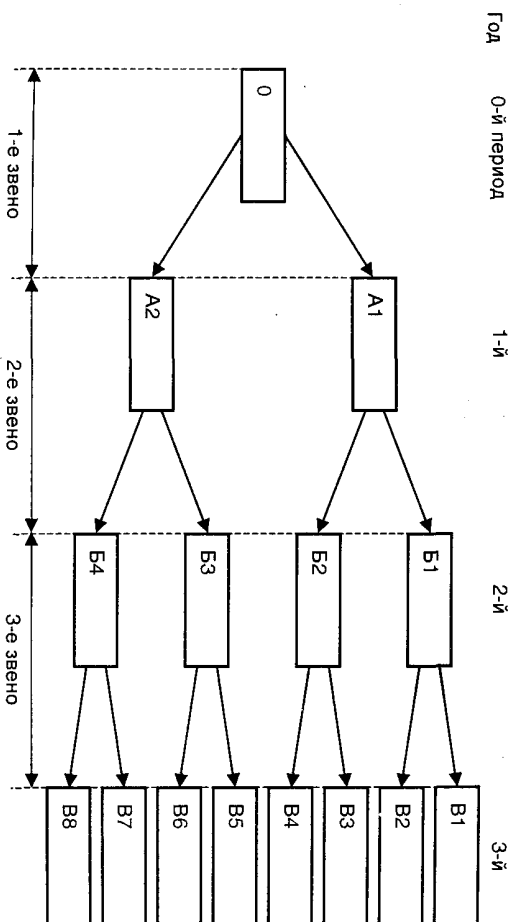 Год
0-й период
1-й
2-й
3-й
0
А1
А2
Б1
Б2
Б3
Б4
В1
В2
В3
В4
В5
В6
В7
В8
1-е звено
2-е звено
3-е звено